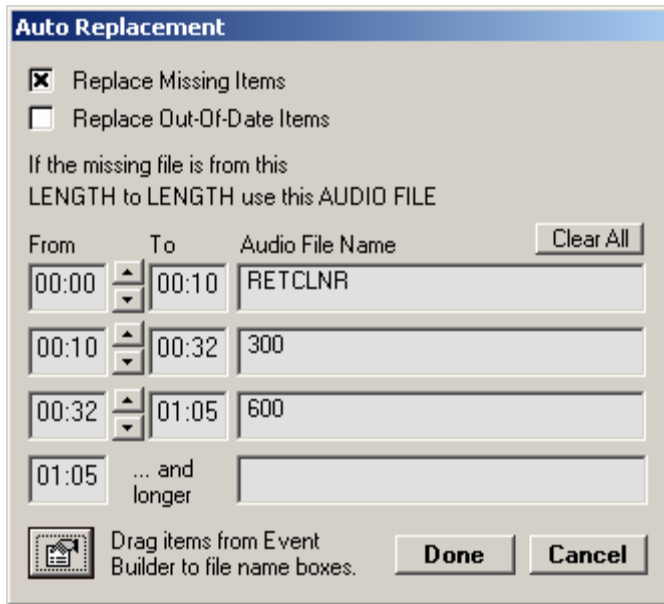 Auto Replacement
Replace Missing Items
Replace Out-Of-Date Items
If the missing file is from this
LENGTH to LENGTH use this AUDIO FILE
From To Audio File Name Clear All
00:00 00:10 RETCLNR
00:10 00:32 300
00:32 01:05 600
01:05 ... and
longer
Drag items from Event
Builder to file name boxes.
Done Cancel